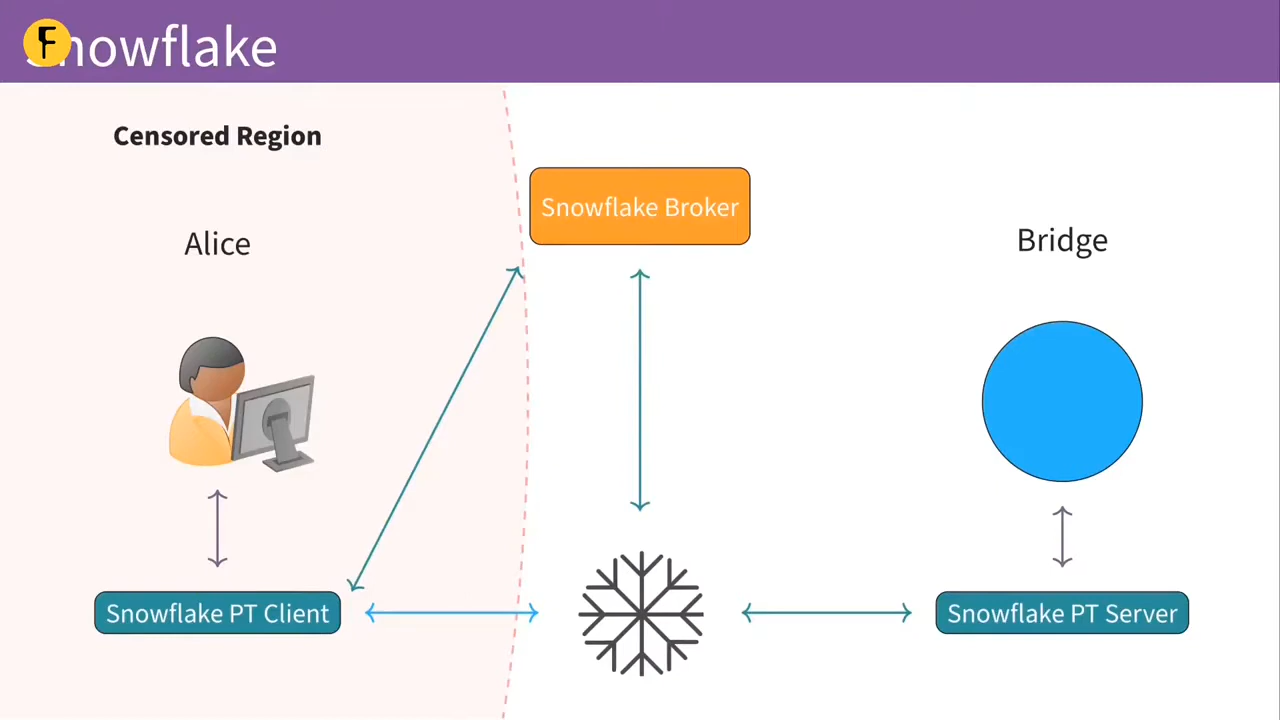 Snowflake
Censored Region
Snowflake Broker
Alice
Bridge
Snowflake PT Client
Snowflake PT Server